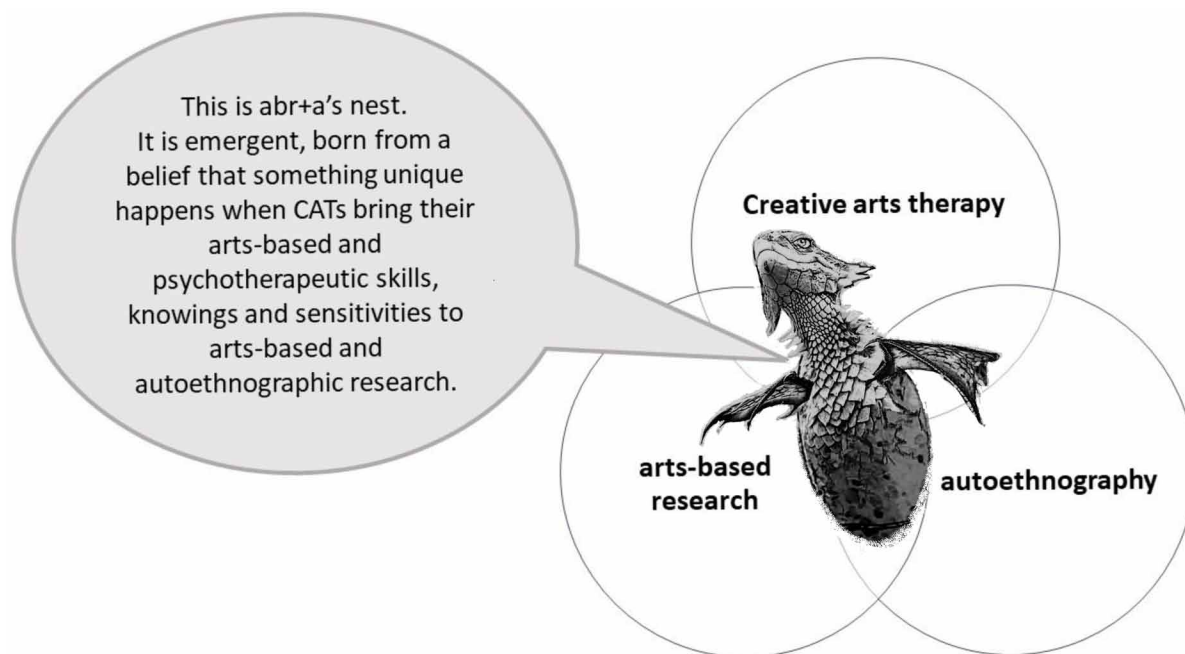 This is abr+a’s nest.
It is emergent, born from a
belief that something unique
happens when CATs bring their
arts-based and
psychotherapeutic skills,
knowings and sensitivities to
arts-based and
autoethnographic research.
Creative arts therapy
arts-based
research
autoethnography